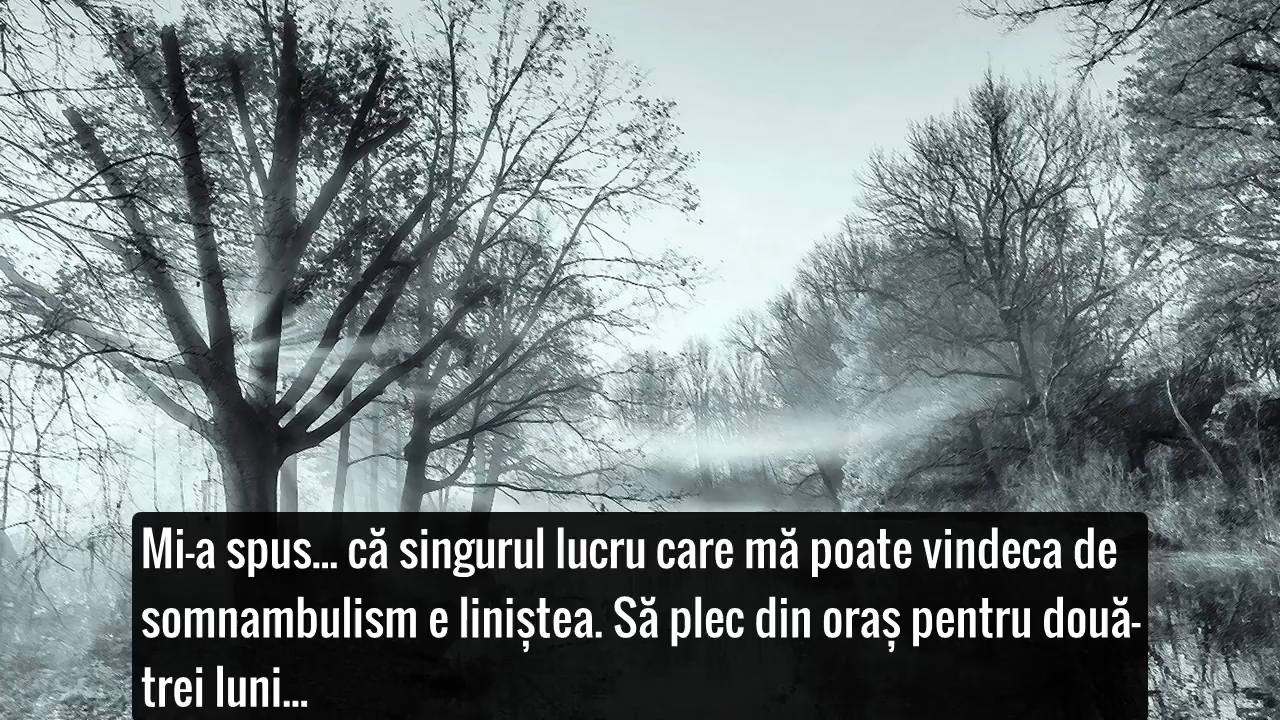 Mi-a spus... că singurul lucru care mă poate vindeca de
somnambulism e liniștea. Să plec din oraș pentru două-
trei luni...